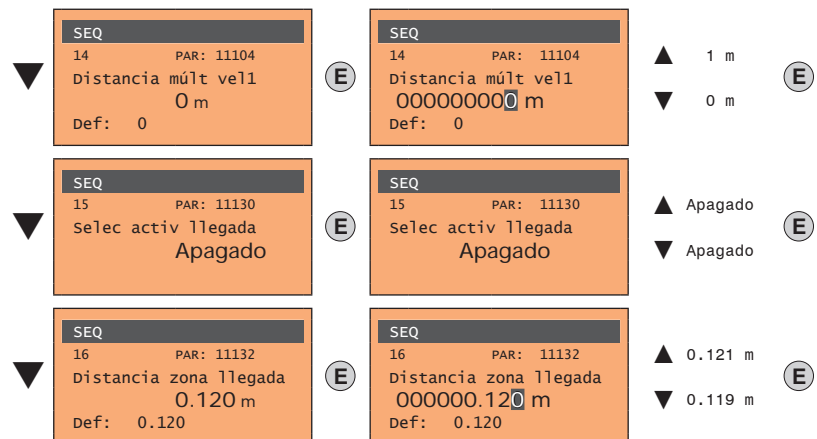 SEQ
14 PAR: 11104
Distancia múlt vel1
0 m
Def: 0
E
SEQ
14 PAR: 11104
Distancia múlt vel1
000000000 m
Def: 0
▲ 1 m
▼ 0 m
E
SEQ
15 PAR: 11130
Selec activ llegada
Apagado
E
SEQ
15 PAR: 11130
Selec activ llegada
Apagado
▲ Apagado
▼ Apagado
E
SEQ
16 PAR: 11132
Distancia zona llegada
0.120 m
Def: 0.120
E
SEQ
16 PAR: 11132
Distancia zona llegada
000000.120 m
Def: 0.120
▲ 0.121 m
▼ 0.119 m
E